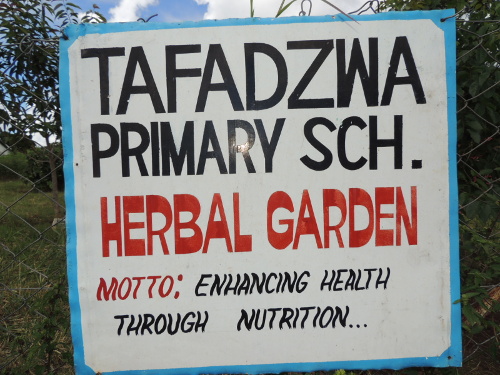 TAFADZWA
PRIMARY SCH.
HERBAL GARDEN
MOTTO: ENHANCING HEALTH
THROUGH NUTRITION...